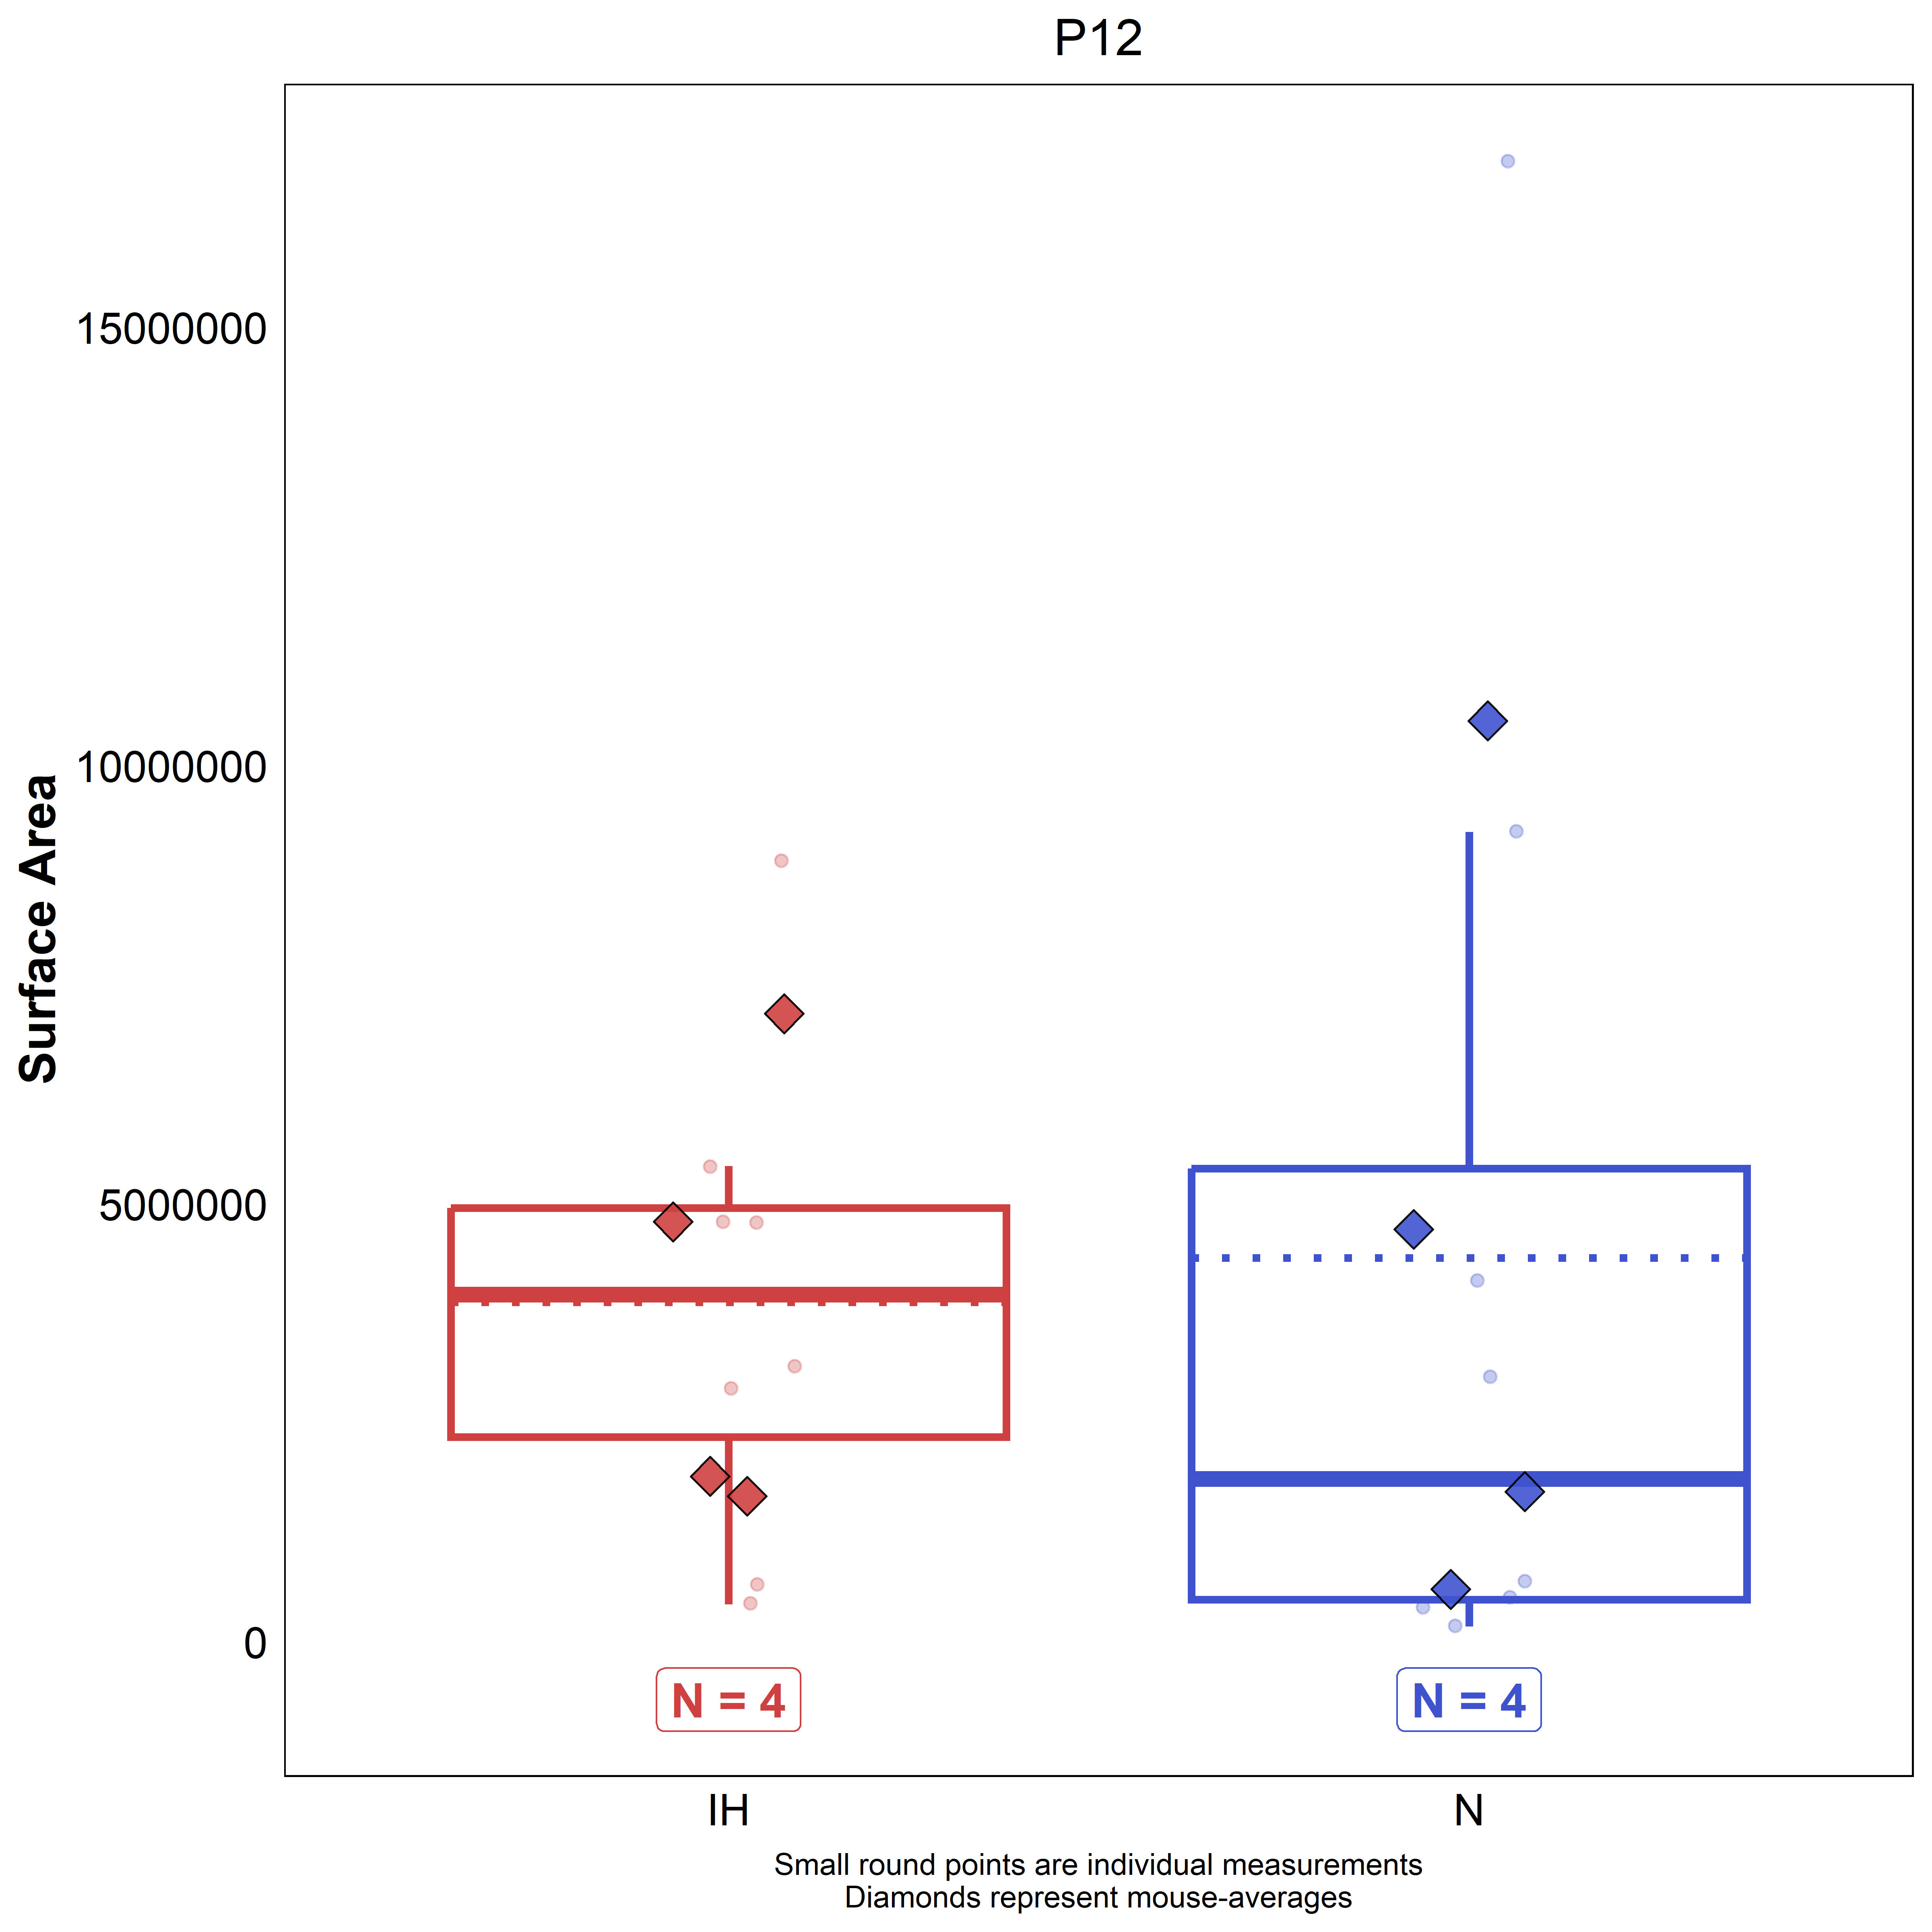 P12
Surface Area
15000000
10000000
5000000
0
N = 4
N = 4
IH
N
Small round points are individual measurements
Diamonds represent mouse-averages